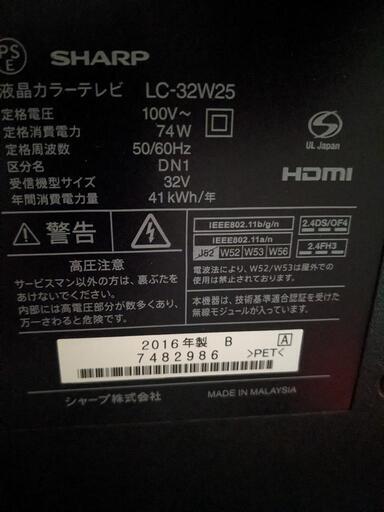 PS
E
SHARP
液晶カラーテレビ LC-32W25
定格電圧 100V～
定格消費電力 74W
定格周波数 50/60Hz
区分名 DN1
受信機型サイズ 32V
年間消費電力量 41kWh/年
UL Japan
HDMI
警告
高圧注意
サービスマン以外の方は、裏ぶたを
あけないでください。
内部には高電圧部分が数多くあり、
万一さわると危険です。
IEEE802.11b/g/n
2.4DS/OF4
IEEE802.11a/n
J52 W52 W53 W56
2.4FH3
電波法により、W52/W53は屋外での
使用は禁止されております。
本機器は、技術基準適合認証を受けた
無線モジュールが入っています。
2016年製 B
A
7482986
>PET<
シャープ株式会社
MADE IN MALAYSIA